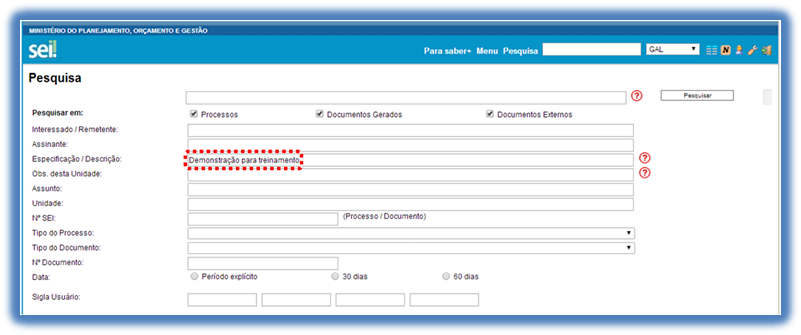 MINISTÉRIO DO PLANEJAMENTO, ORÇAMENTO E GESTÃO
sei! Para saber+ Menu Pesquisa GAL N
Pesquisa
? Pesquisar
Pesquisar em: Processos Documentos Gerados Documentos Externos
Interessado / Remetente:
Assinante:
Especificação / Descrição: Demonstração para treinamento ?
Obs. desta Unidade: ?
Assunto:
Unidade:
Nº SEI: (Processo / Documento)
Tipo do Processo:
Tipo do Documento:
Nº Documento:
Data: Período explícito 30 dias 60 dias
Sigla Usuário: